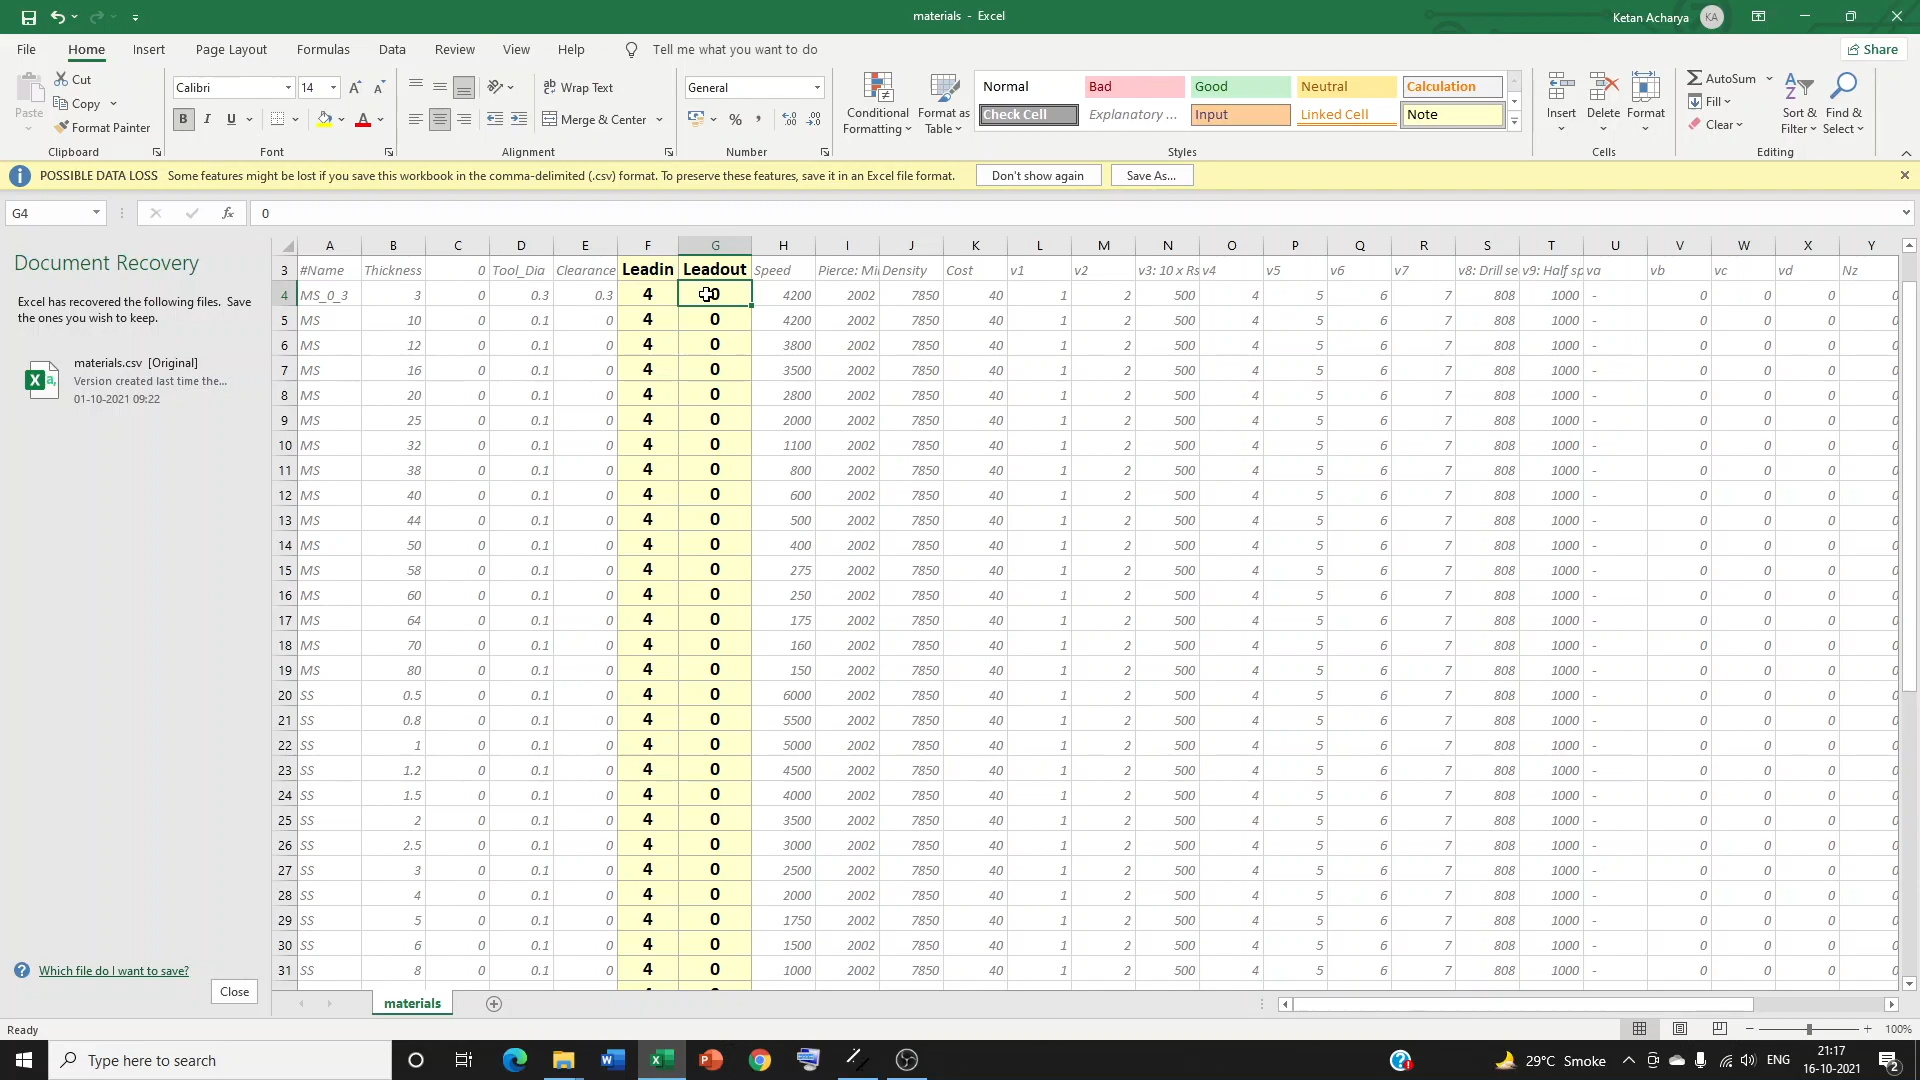 materials - Excel
Ketan Acharya KA
File Home Insert Page Layout Formulas Data Review View Help Tell me what you want to do Share
Paste Cut Copy Format Painter Clipboard
Calibri 14 B I U Font
Wrap Text Merge & Center Alignment
General % , Number
Conditional Formatting Format as Table
Normal Bad Good Neutral Calculation
Check Cell Explanatory ... Input Linked Cell Note
Styles
Insert Delete Format Cells
AutoSum Fill Clear Sort & Filter Find & Select Editing
POSSIBLE DATA LOSS Some features might be lost if you save this workbook in the comma-delimited (.csv) format. To preserve these features, save it in an Excel file format. Don't show again Save As...
G4 fx 0
Document Recovery
Excel has recovered the following files. Save
the ones you wish to keep.
materials.csv [Original]
Version created last time the...
01-10-2021 09:22
Which file do I want to save?
Close
A B C D E F G H I J K L M N O P Q R S T U V W X Y
3 #Name Thickness 0 Tool_Dia Clearance Leadin Leadout Speed Pierce: Mi Density Cost v1 v2 v3: 10 x Rs v4 v5 v6 v7 v8: Drill se v9: Half sp va vb vc vd Nz
4 MS_0_3 3 0 0.3 0.3 4 0 4200 2002 7850 40 1 2 500 4 5 6 7 808 1000 - 0 0 0 0
5 MS 10 0 0.1 0 4 0 4200 2002 7850 40 1 2 500 4 5 6 7 808 1000 - 0 0 0 0
6 MS 12 0 0.1 0 4 0 3800 2002 7850 40 1 2 500 4 5 6 7 808 1000 - 0 0 0 0
7 MS 16 0 0.1 0 4 0 3500 2002 7850 40 1 2 500 4 5 6 7 808 1000 - 0 0 0 0
8 MS 20 0 0.1 0 4 0 2800 2002 7850 40 1 2 500 4 5 6 7 808 1000 - 0 0 0 0
9 MS 25 0 0.1 0 4 0 2000 2002 7850 40 1 2 500 4 5 6 7 808 1000 - 0 0 0 0
10 MS 32 0 0.1 0 4 0 1100 2002 7850 40 1 2 500 4 5 6 7 808 1000 - 0 0 0 0
11 MS 38 0 0.1 0 4 0 800 2002 7850 40 1 2 500 4 5 6 7 808 1000 - 0 0 0 0
12 MS 40 0 0.1 0 4 0 600 2002 7850 40 1 2 500 4 5 6 7 808 1000 - 0 0 0 0
13 MS 44 0 0.1 0 4 0 500 2002 7850 40 1 2 500 4 5 6 7 808 1000 - 0 0 0 0
14 MS 50 0 0.1 0 4 0 400 2002 7850 40 1 2 500 4 5 6 7 808 1000 - 0 0 0 0
15 MS 58 0 0.1 0 4 0 275 2002 7850 40 1 2 500 4 5 6 7 808 1000 - 0 0 0 0
16 MS 60 0 0.1 0 4 0 250 2002 7850 40 1 2 500 4 5 6 7 808 1000 - 0 0 0 0
17 MS 64 0 0.1 0 4 0 175 2002 7850 40 1 2 500 4 5 6 7 808 1000 - 0 0 0 0
18 MS 70 0 0.1 0 4 0 160 2002 7850 40 1 2 500 4 5 6 7 808 1000 - 0 0 0 0
19 MS 80 0 0.1 0 4 0 150 2002 7850 40 1 2 500 4 5 6 7 808 1000 - 0 0 0 0
20 SS 0.5 0 0.1 0 4 0 6000 2002 7850 40 1 2 500 4 5 6 7 808 1000 - 0 0 0 0
21 SS 0.8 0 0.1 0 4 0 5500 2002 7850 40 1 2 500 4 5 6 7 808 1000 - 0 0 0 0
22 SS 1 0 0.1 0 4 0 5000 2002 7850 40 1 2 500 4 5 6 7 808 1000 - 0 0 0 0
23 SS 1.2 0 0.1 0 4 0 4500 2002 7850 40 1 2 500 4 5 6 7 808 1000 - 0 0 0 0
24 SS 1.5 0 0.1 0 4 0 4000 2002 7850 40 1 2 500 4 5 6 7 808 1000 - 0 0 0 0
25 SS 2 0 0.1 0 4 0 3500 2002 7850 40 1 2 500 4 5 6 7 808 1000 - 0 0 0 0
26 SS 2.5 0 0.1 0 4 0 3000 2002 7850 40 1 2 500 4 5 6 7 808 1000 - 0 0 0 0
27 SS 3 0 0.1 0 4 0 2500 2002 7850 40 1 2 500 4 5 6 7 808 1000 - 0 0 0 0
28 SS 4 0 0.1 0 4 0 2000 2002 7850 40 1 2 500 4 5 6 7 808 1000 - 0 0 0 0
29 SS 5 0 0.1 0 4 0 1750 2002 7850 40 1 2 500 4 5 6 7 808 1000 - 0 0 0 0
30 SS 6 0 0.1 0 4 0 1500 2002 7850 40 1 2 500 4 5 6 7 808 1000 - 0 0 0 0
31 SS 8 0 0.1 0 4 0 1000 2002 7850 40 1 2 500 4 5 6 7 808 1000 - 0 0 0 0
materials
Ready 100%
Type here to search 29°C Smoke ENG 21:17
16-10-2021 2